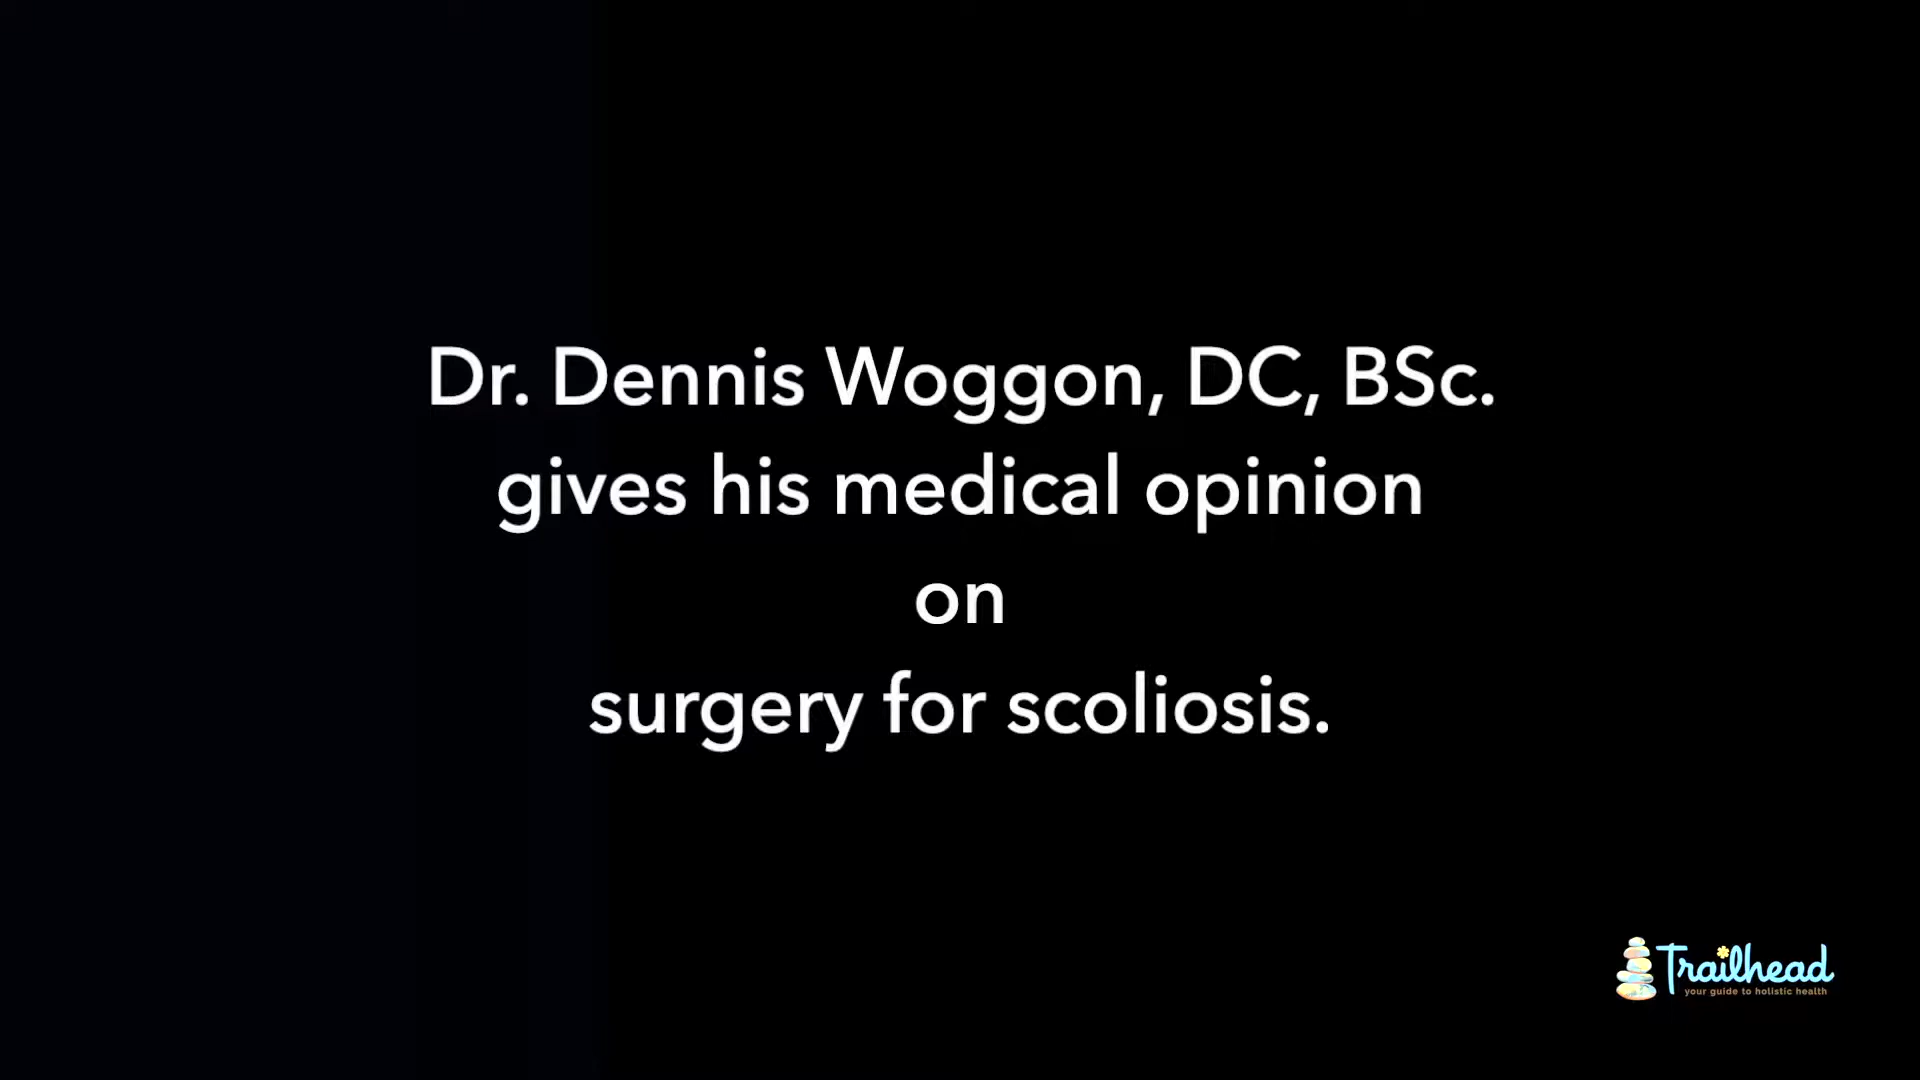 Dr. Dennis Woggon, DC, BSc.
gives his medical opinion
on
surgery for scoliosis.
Trailhead
your guide to holistic health